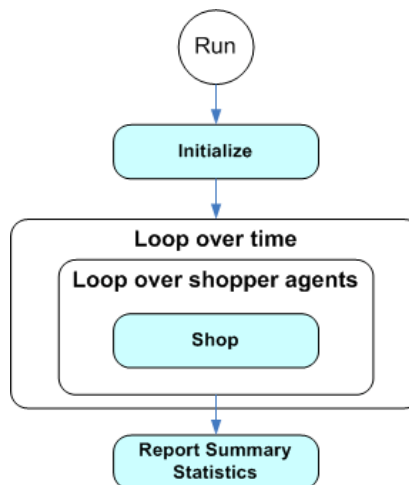 Run
Initialize
Loop over time
Loop over shopper agents
Shop
Report Summary
Statistics